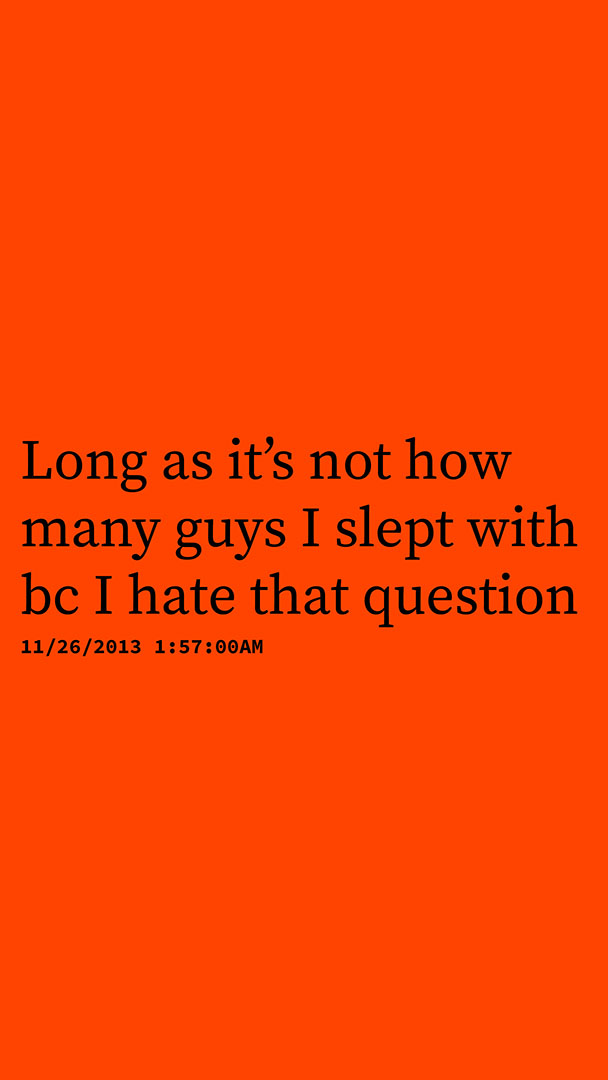 Long as it’s not how
many guys I slept with
bc I hate that question
11/26/2013 1:57:00AM